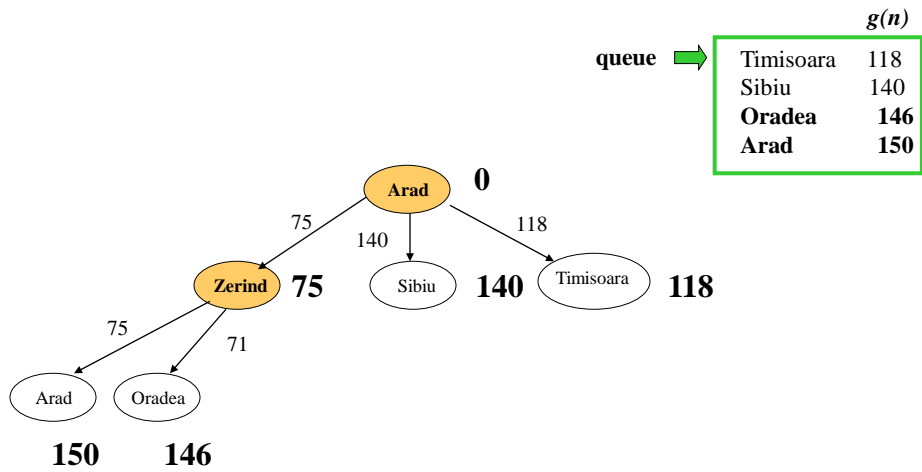 g(n)
queue
Timisoara 118
Sibiu 140
Oradea 146
Arad 150
Arad 0
75
140
118
Zerind 75
Sibiu 140
Timisoara 118
75
71
Arad
Oradea
150
146